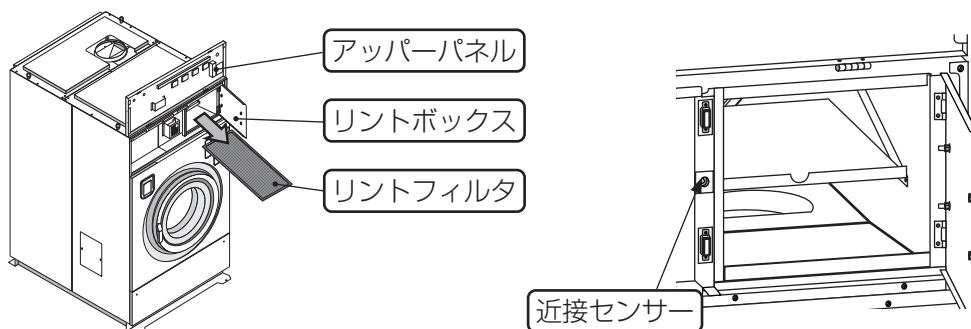 アッパーパネル
リントボックス
リントフィルタ
近接センサー